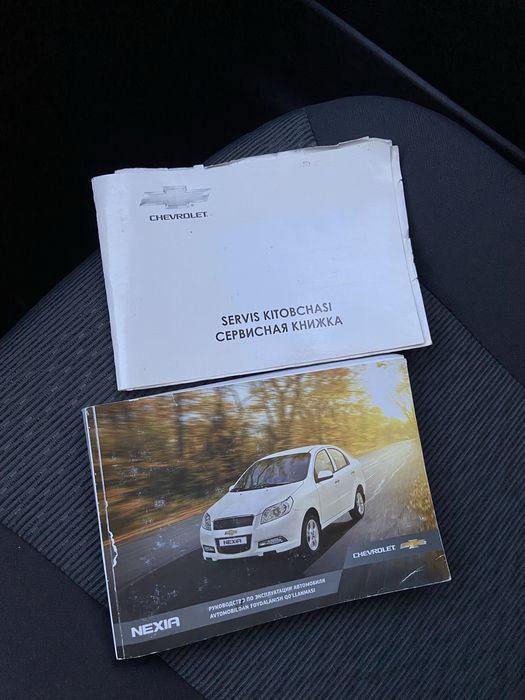 CHEVROLET
SERVIS KITOBCHASI
СЕРВИСНАЯ КНИЖКА
NEXIA
CHEVROLET
NEXIA
РУКОВОДСТВО ПО ЭКСПЛУАТАЦИИ АВТОМОБИЛЯ
AVTOMOBILDAN FOYDALANISH QO'LLANMASI